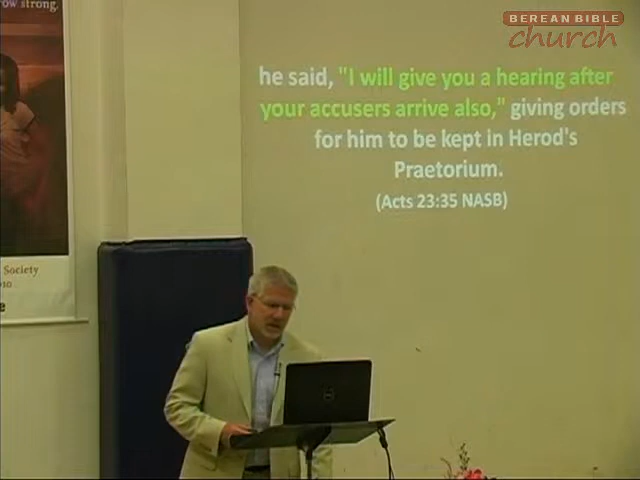 ow strong.
BEREAN BIBLE
church
he said, "I will give you a hearing after
your accusers arrive also," giving orders
for him to be kept in Herod's
Praetorium.
(Acts 23:35 NASB)
Society
DELL